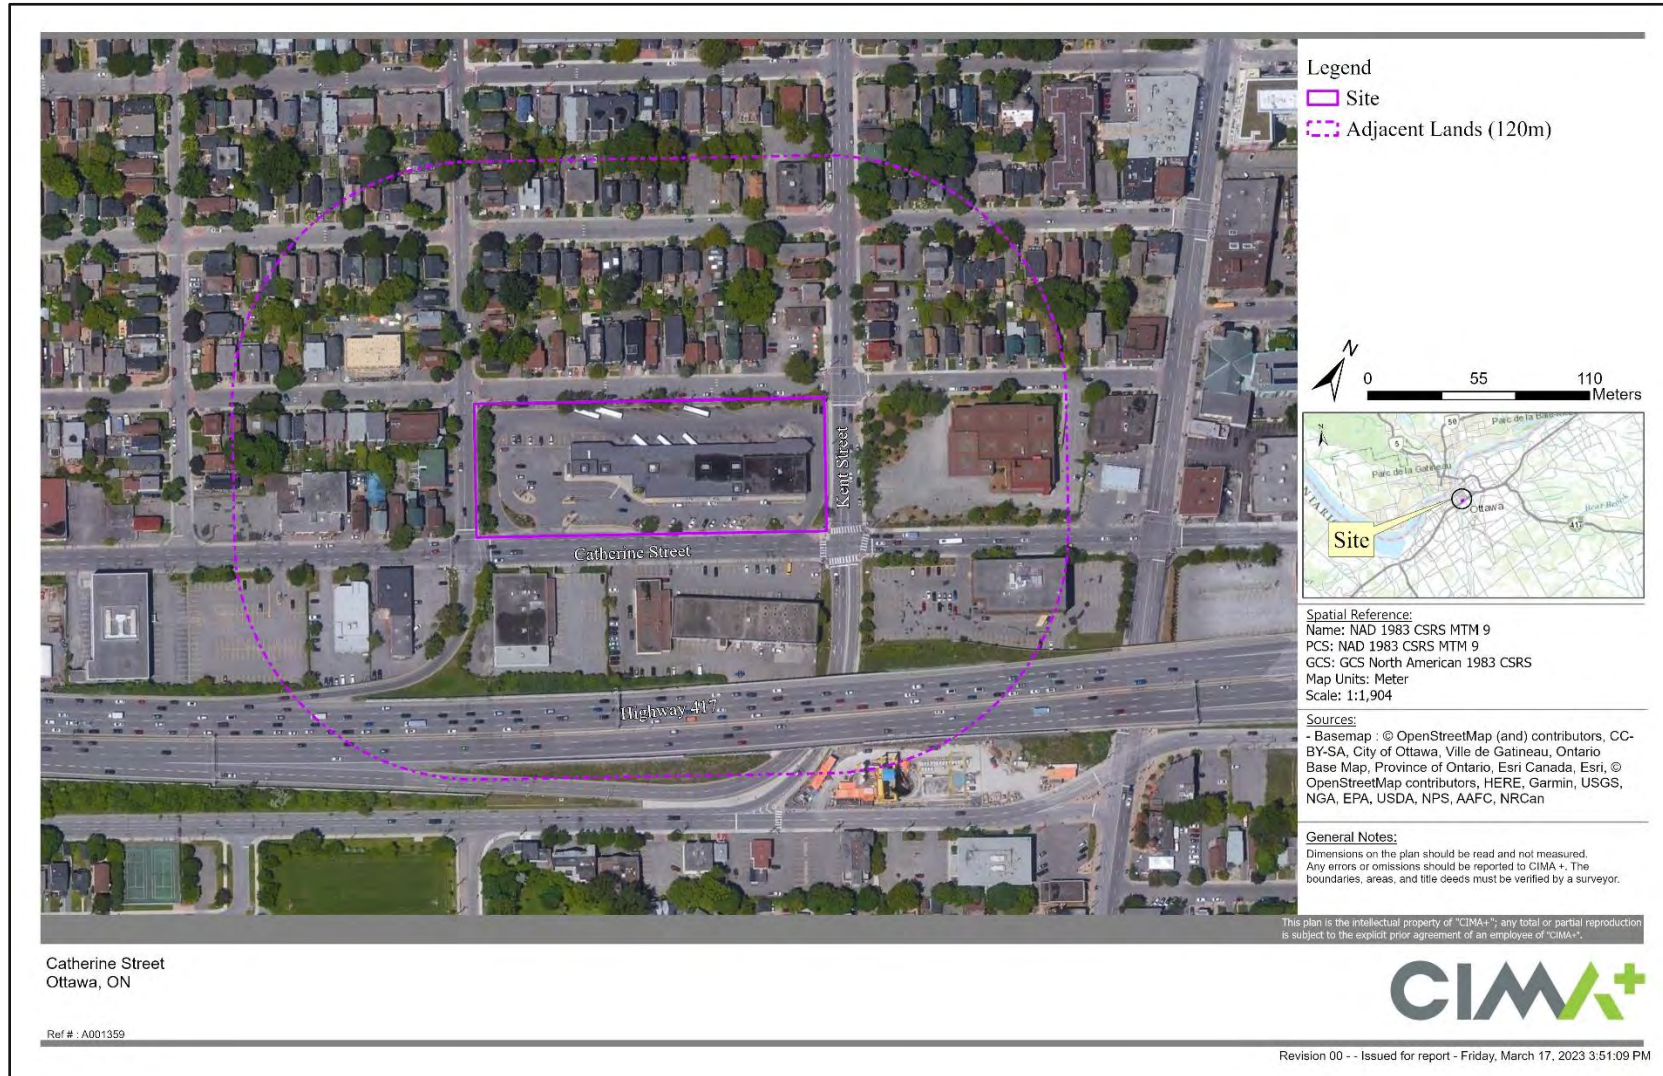 Legend
Site
Adjacent Lands (120m)
N
0 55 110
Meters
Parc de la Gatineau
50
5
Ottawa
417
Site
Kent Street
Catherine Street
Highway 417
Spatial Reference:
Name: NAD 1983 CSRS MTM 9
PCS: NAD 1983 CSRS MTM 9
GCS: GCS North American 1983 CSRS
Map Units: Meter
Scale: 1:1,904
Sources:
- Basemap : © OpenStreetMap (and) contributors, CC-
BY-SA, City of Ottawa, Ville de Gatineau, Ontario
Base Map, Province of Ontario, Esri Canada, Esri, ©
OpenStreetMap contributors, HERE, Garmin, USGS,
NGA, EPA, USDA, NPS, AAFC, NRCan
General Notes:
Dimensions on the plan should be read and not measured.
Any errors or omissions should be reported to CIMA +. The
boundaries, areas, and title deeds must be verified by a surveyor.
This plan is the intellectual property of "CIMA+"; any total or partial reproduction
is subject to the explicit prior agreement of an employee of "CIMA+".
Catherine Street
Ottawa, ON
CIMA+
Ref # : A001359
Revision 00 - - Issued for report - Friday, March 17, 2023 3:51:09 PM